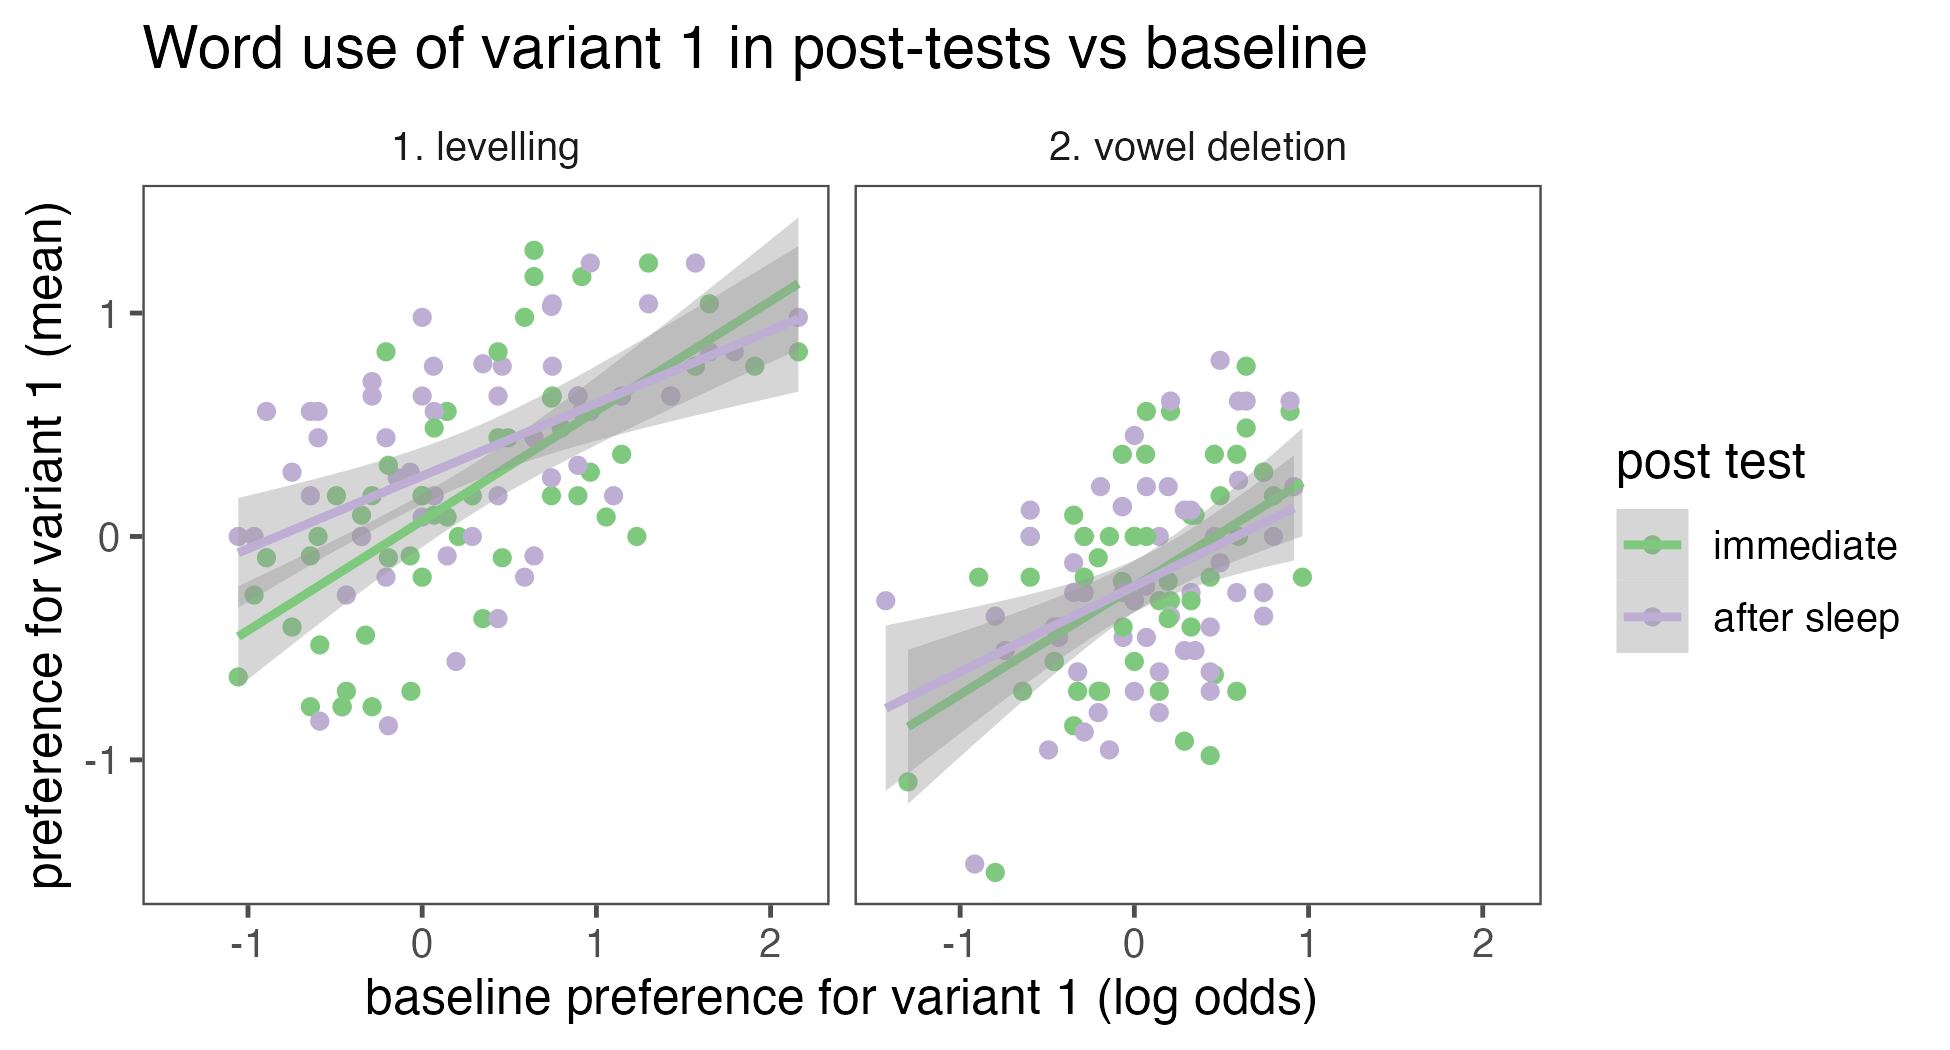 Word use of variant 1 in post-tests vs baseline
1. levelling
2. vowel deletion
preference for variant 1 (mean)
1
0
-1
-1 0 1 2
-1 0 1 2
baseline preference for variant 1 (log odds)
post test
immediate
after sleep